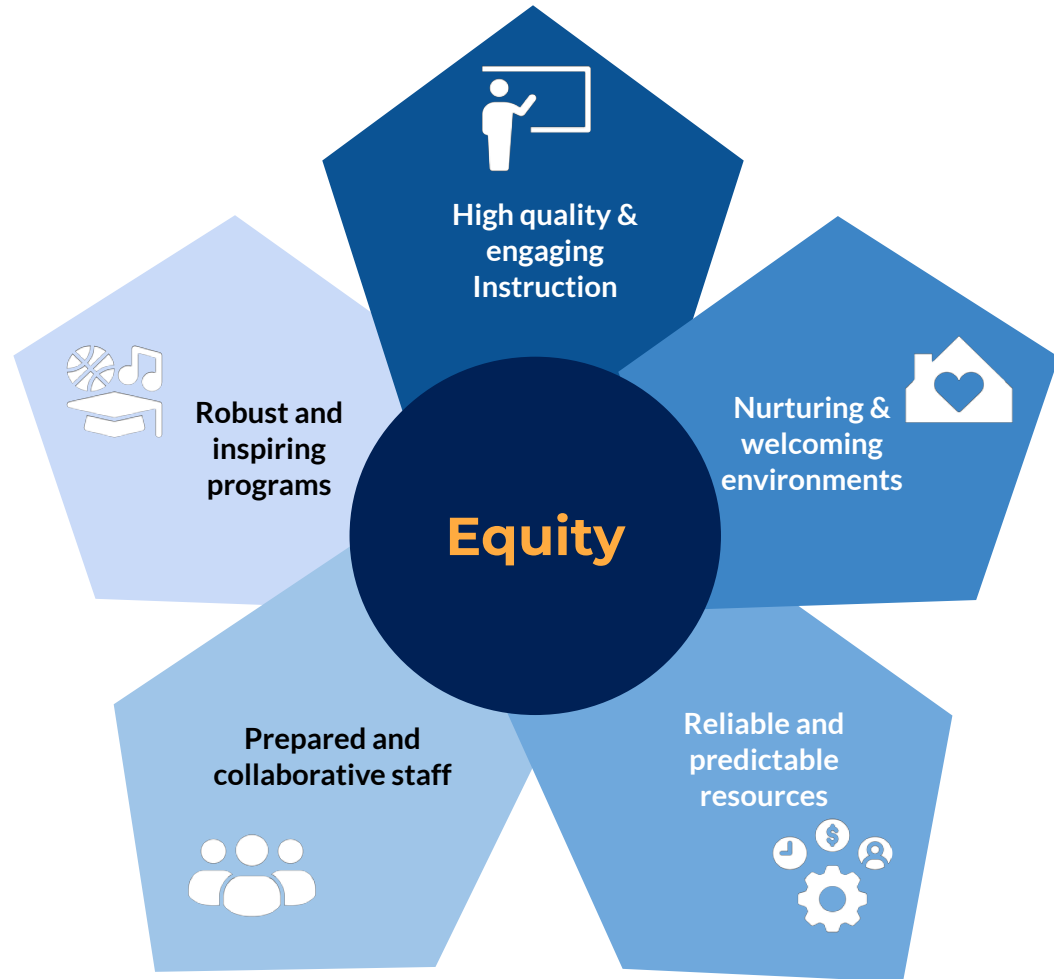 High quality &
engaging
Instruction
Nurturing &
welcoming
environments
Reliable and
predictable
resources
$
Prepared and
collaborative staff
Robust and
inspiring
programs
Equity